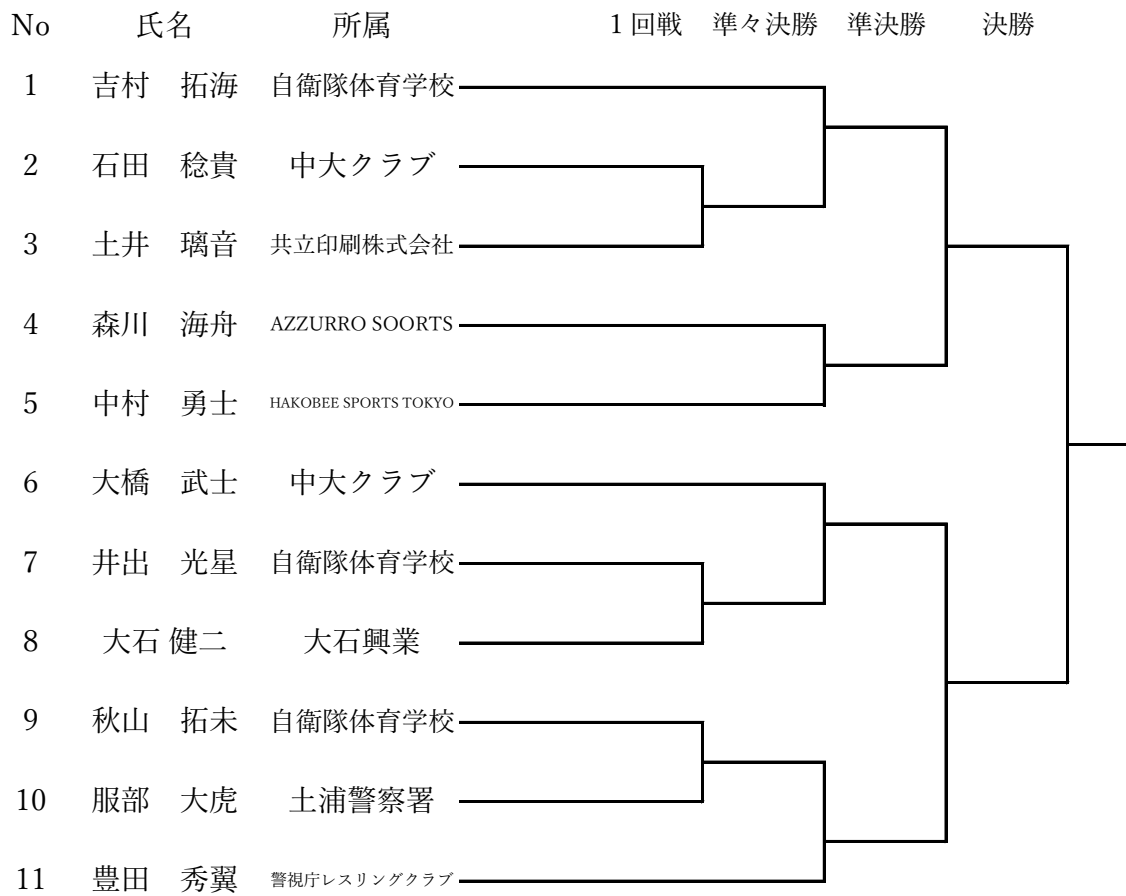 No 氏名 所属 1回戦 準々決勝 準決勝 決勝
1 吉村 拓海 自衛隊体育学校
2 石田 稔貴 中大クラブ
3 土井 璃音 共立印刷株式会社
4 森川 海舟 AZZURRO SOORTS
5 中村 勇士 HAKOBEE SPORTS TOKYO
6 大橋 武士 中大クラブ
7 井出 光星 自衛隊体育学校
8 大石 健二 大石興業
9 秋山 拓未 自衛隊体育学校
10 服部 大虎 土浦警察署
11 豊田 秀翼 警視庁レスリングクラブ